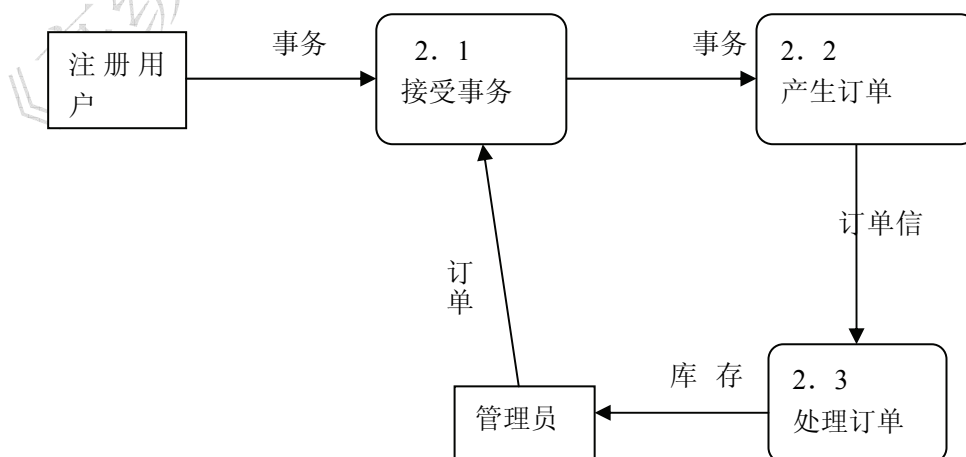 注册用
户
事务
2. 1
接受事务
事务
2. 2
产生订单
订单信
订
单
库 存
2. 3
处理订单
管理员